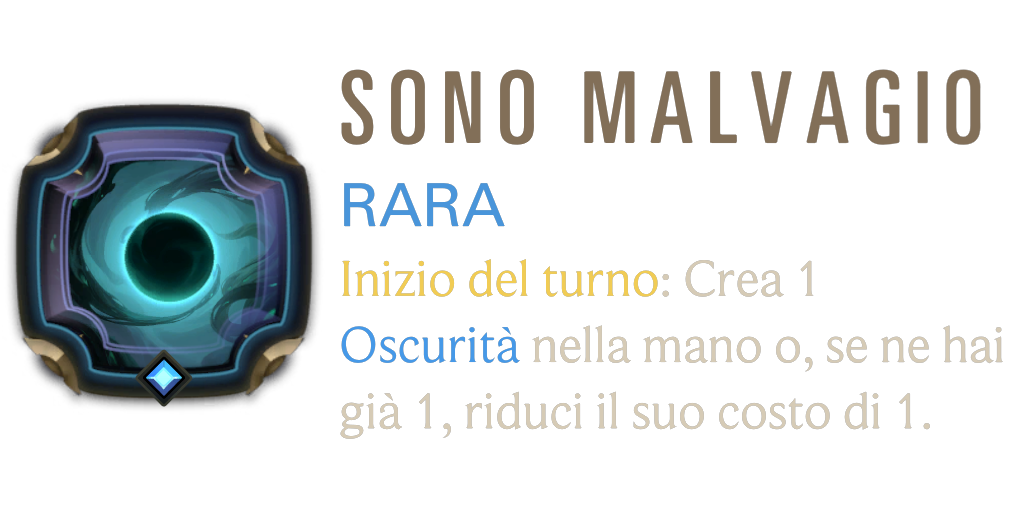 SONO MALVAGIO
RARA
Inizio del turno: Crea 1
Oscurità nella mano o, se ne hai
già 1, riduci il suo costo di 1.